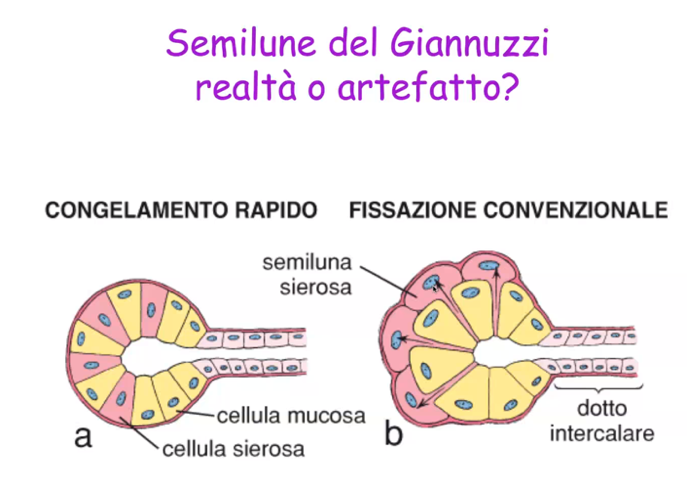 Semilune del Giannuzzi
realtà o artefatto?
CONGELAMENTO RAPIDO
FISSAZIONE CONVENZIONALE
semiluna
sierosa
cellula mucosa
cellula sierosa
a
b
dotto
intercalare